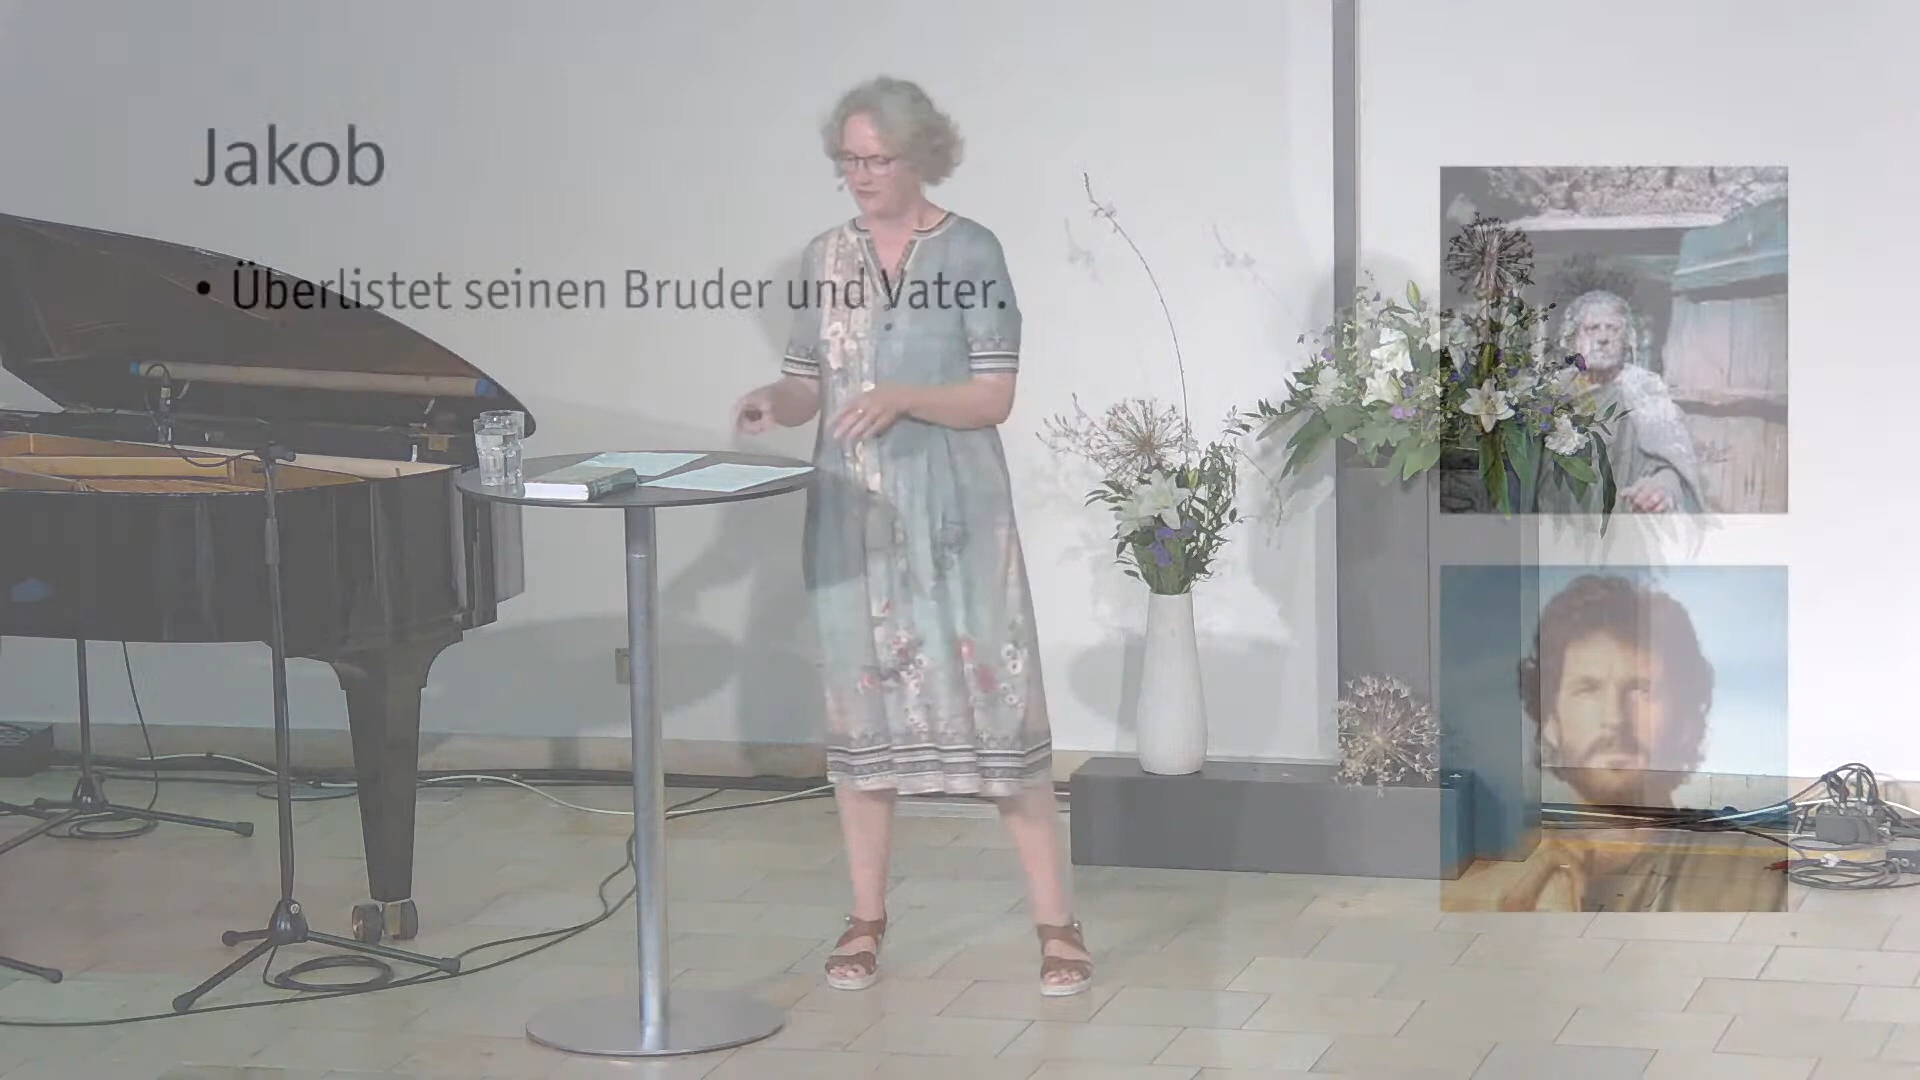 Jakob
• Überlistet seinen Bruder und Vater.